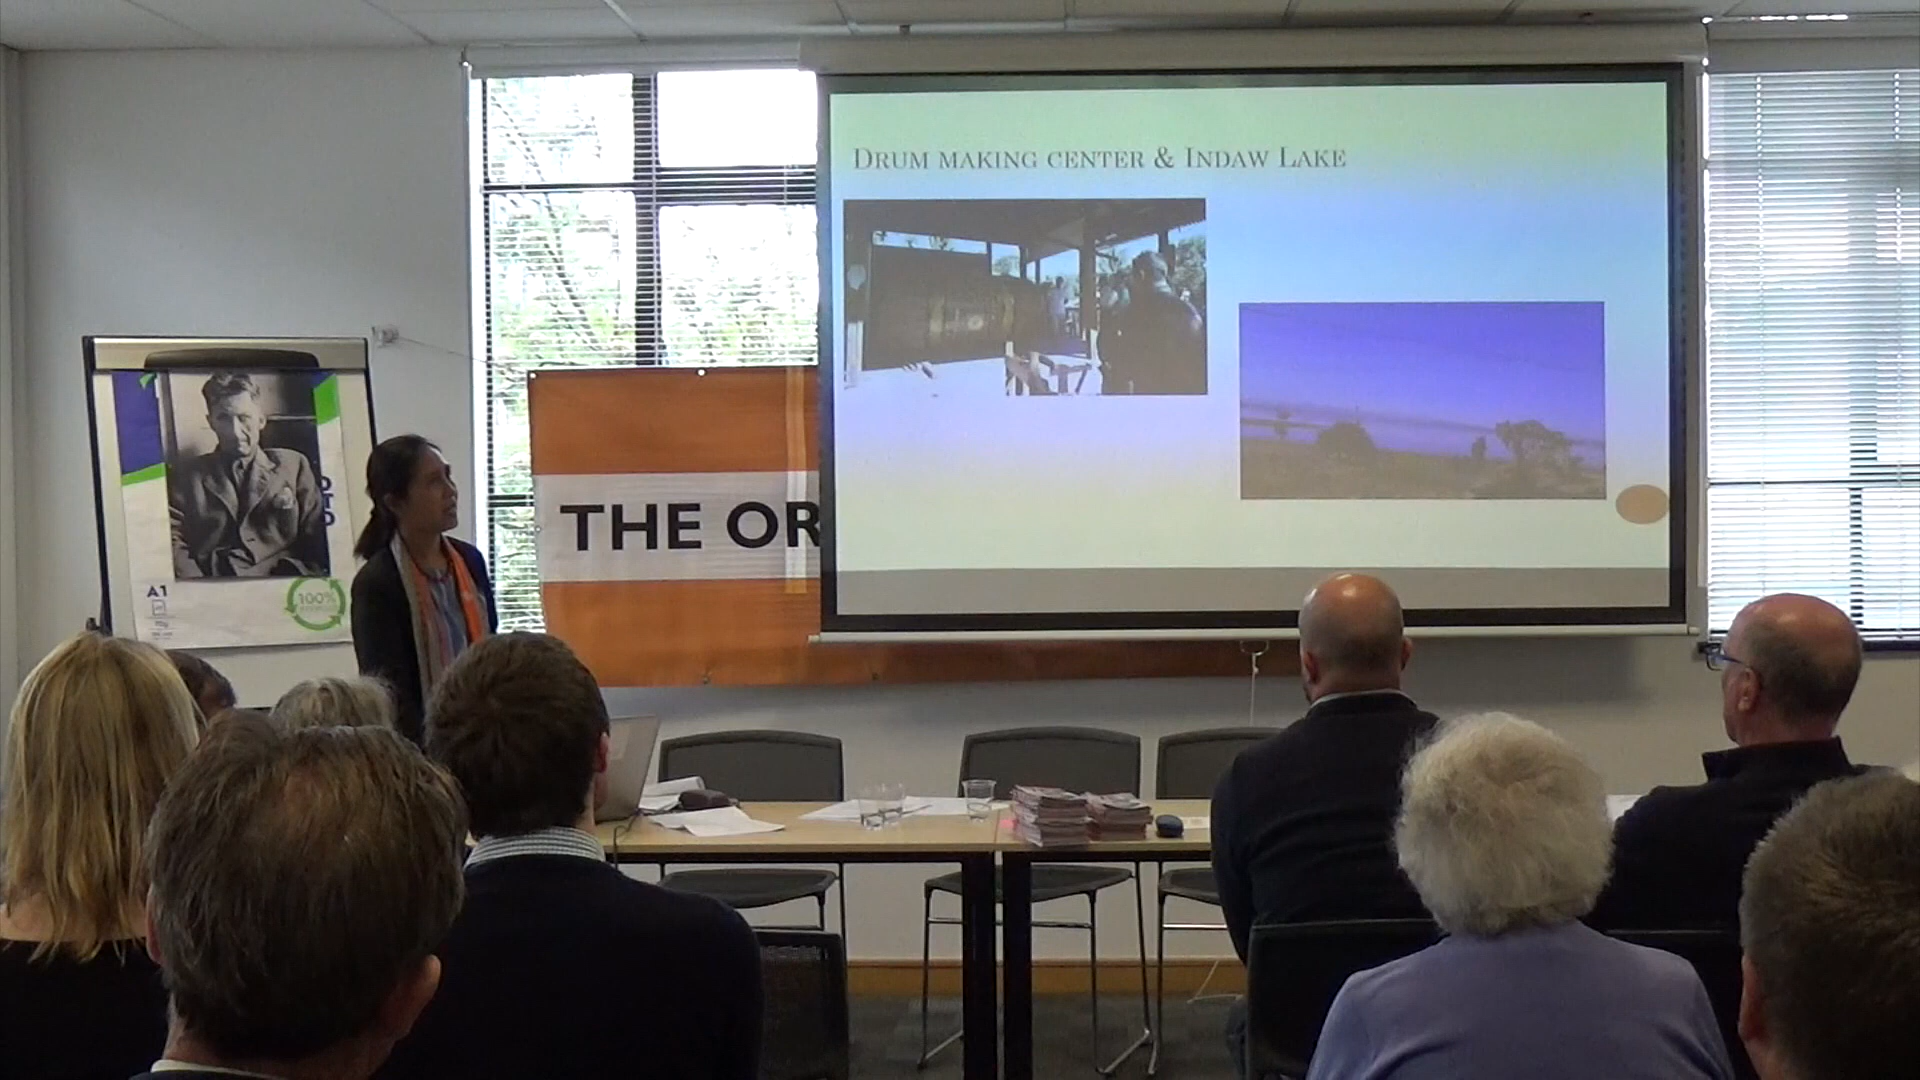 DRUM MAKING CENTER & INDAW LAKE
THE OR
A1
100%